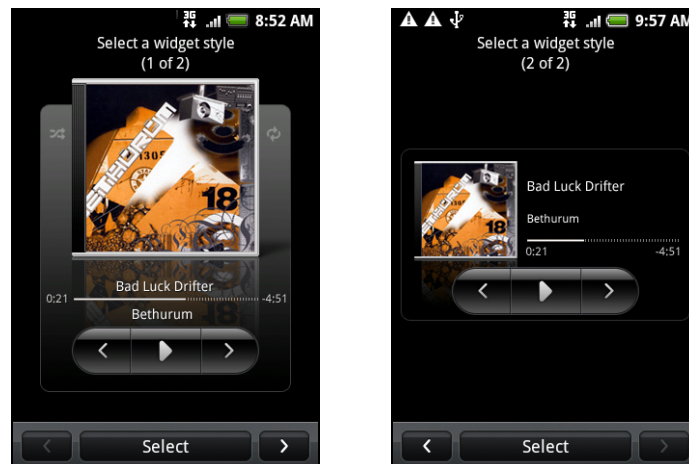 3G
8:52 AM
Select a widget style
(1 of 2)
1305
18
Bad Luck Drifter
0:21
-4:51
Bethurum
Select
3G
9:57 AM
Select a widget style
(2 of 2)
18
Bad Luck Drifter
Bethurum
0:21
-4:51
Select